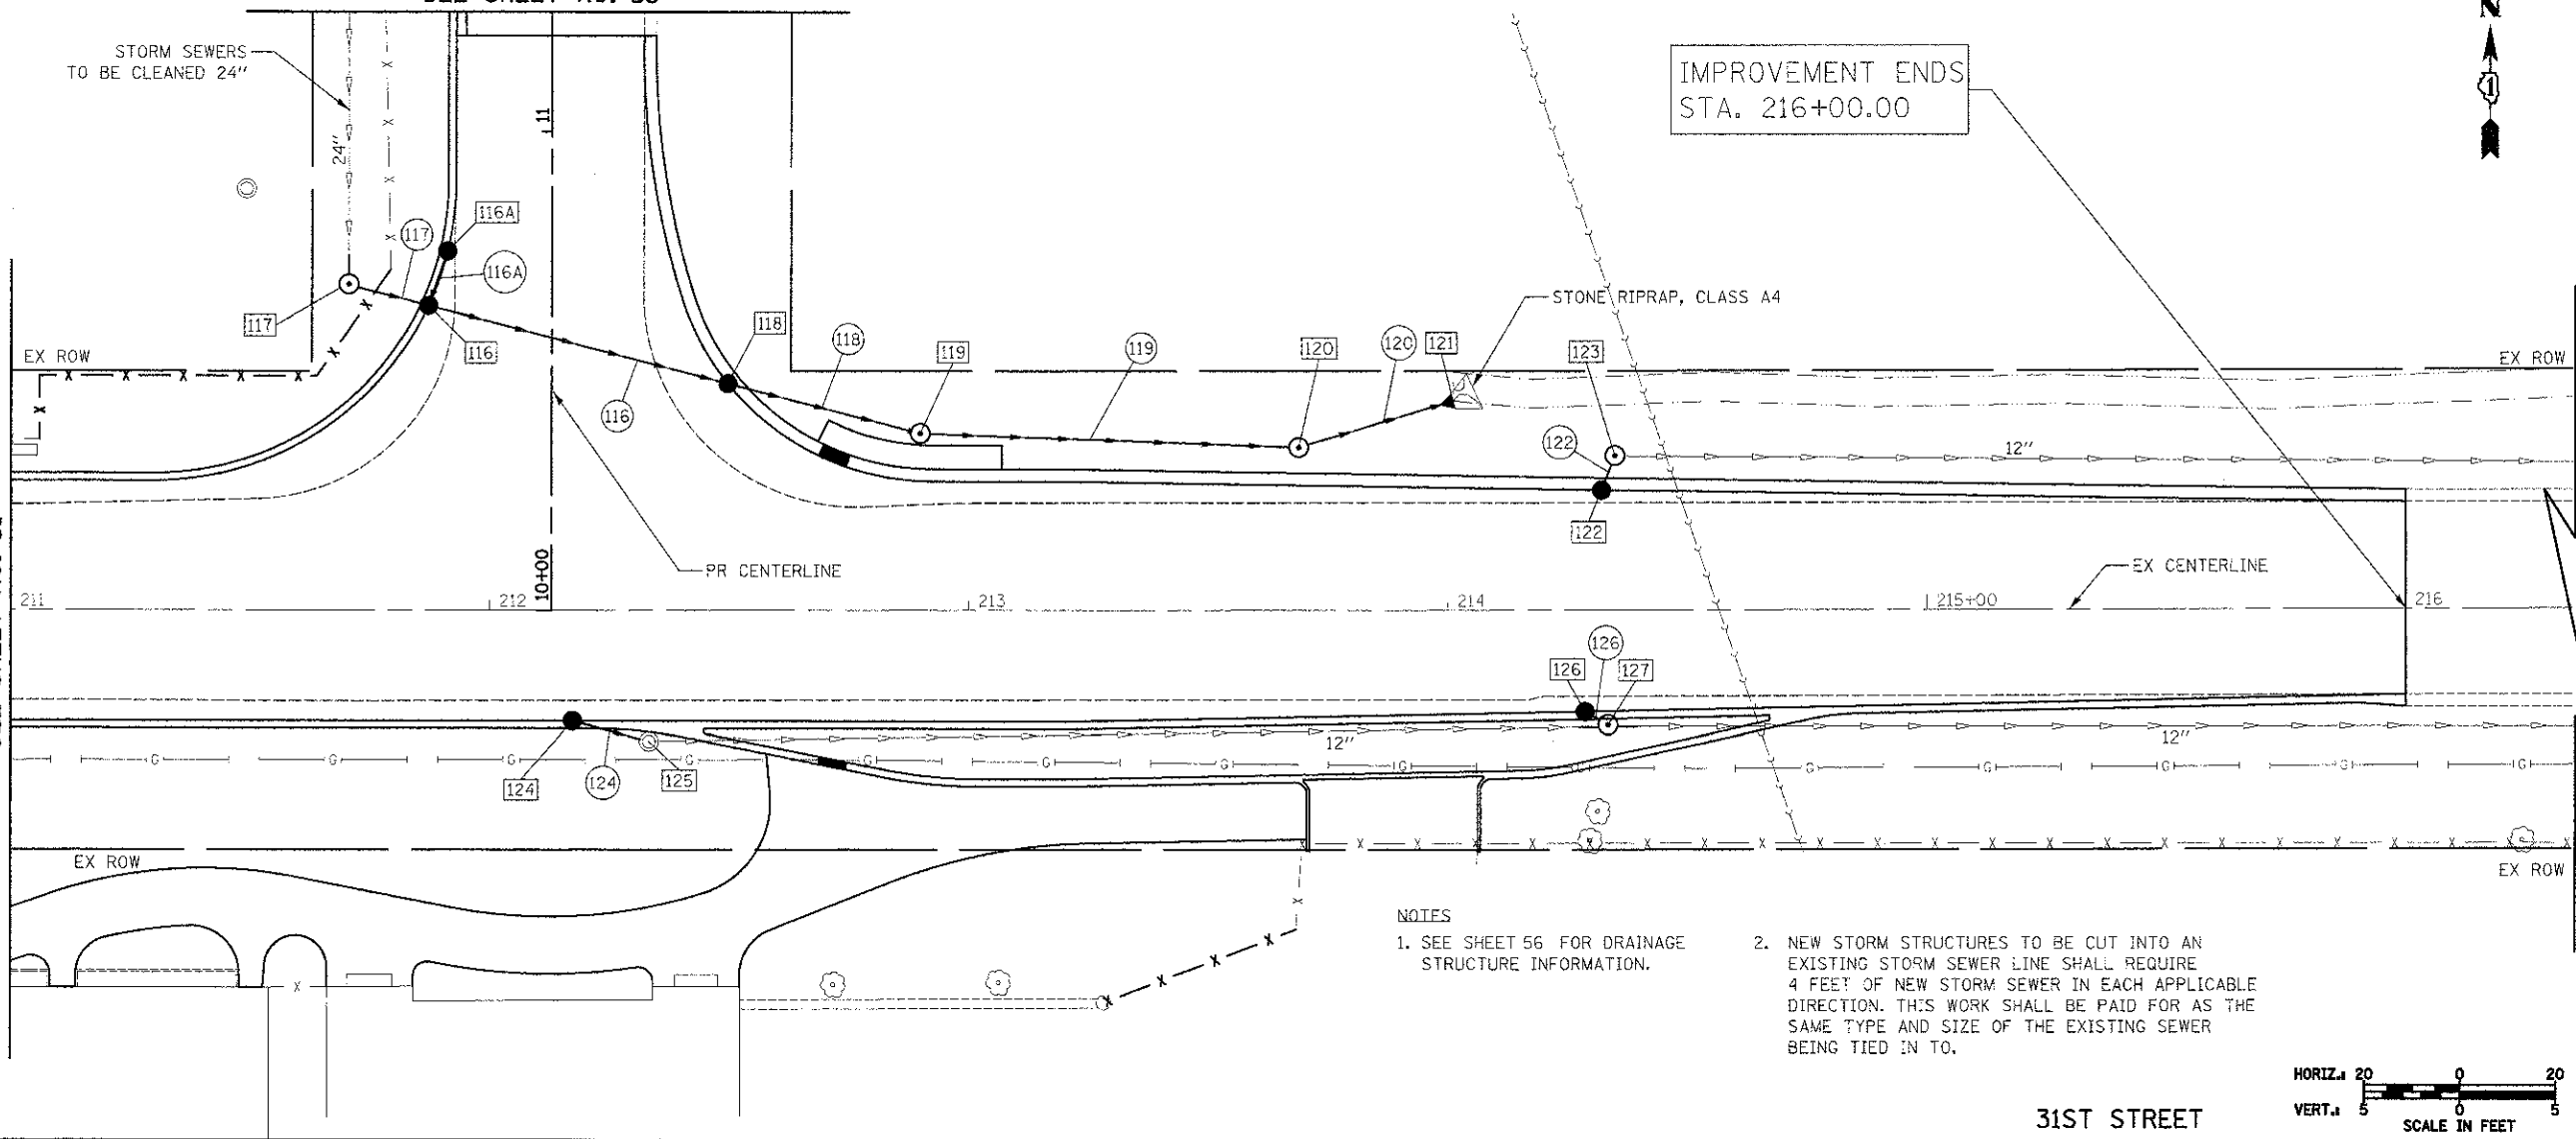 N
STORM SEWERS
TO BE CLEANED 24"
IMPROVEMENT ENDS
STA. 216+00.00
11
24"
116A
117
116A
117
116
118
118
119
119
116
120
120
121
STONE RIPRAP, CLASS A4
123
122
12"
122
EX ROW
EX ROW
PR CENTERLINE
10+00
EX CENTERLINE
211
212
213
214
215+00
216
126
126
127
124
124
125
12"
12"
G G G G G G G G G G G G
EX ROW
EX ROW
NOTES
1. SEE SHEET 56 FOR DRAINAGE
STRUCTURE INFORMATION.
2. NEW STORM STRUCTURES TO BE CUT INTO AN
EXISTING STORM SEWER LINE SHALL REQUIRE
4 FEET OF NEW STORM SEWER IN EACH APPLICABLE
DIRECTION. THIS WORK SHALL BE PAID FOR AS THE
SAME TYPE AND SIZE OF THE EXISTING SEWER
BEING TIED IN TO.
HORIZ.: 20 0 20
VERT.: 5 0 5
SCALE IN FEET
31ST STREET